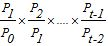 P₁/P₀ × P₂/P₁ × .... × Pₜ₋₁/Pₜ₋₂